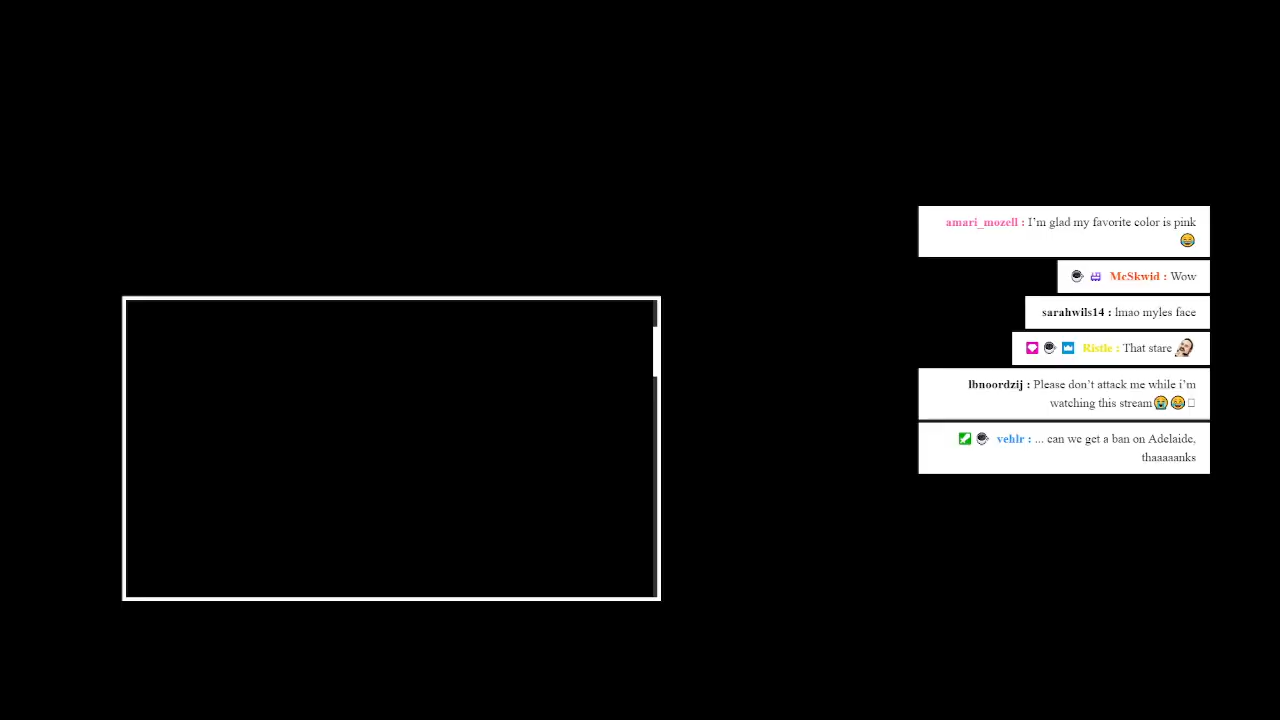 amari_mozell : I’m glad my favorite color is pink
😂
McSkwid : Wow
sarahwils14 : lmao myles face
Ristle : That stare
lbnoordzij : Please don’t attack me while i’m
watching this stream😭😂
vehlr : ... can we get a ban on Adelaide,
thaaaaanks